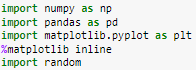 import numpy as np
import pandas as pd
import matplotlib.pyplot as plt
%matplotlib inline
import random